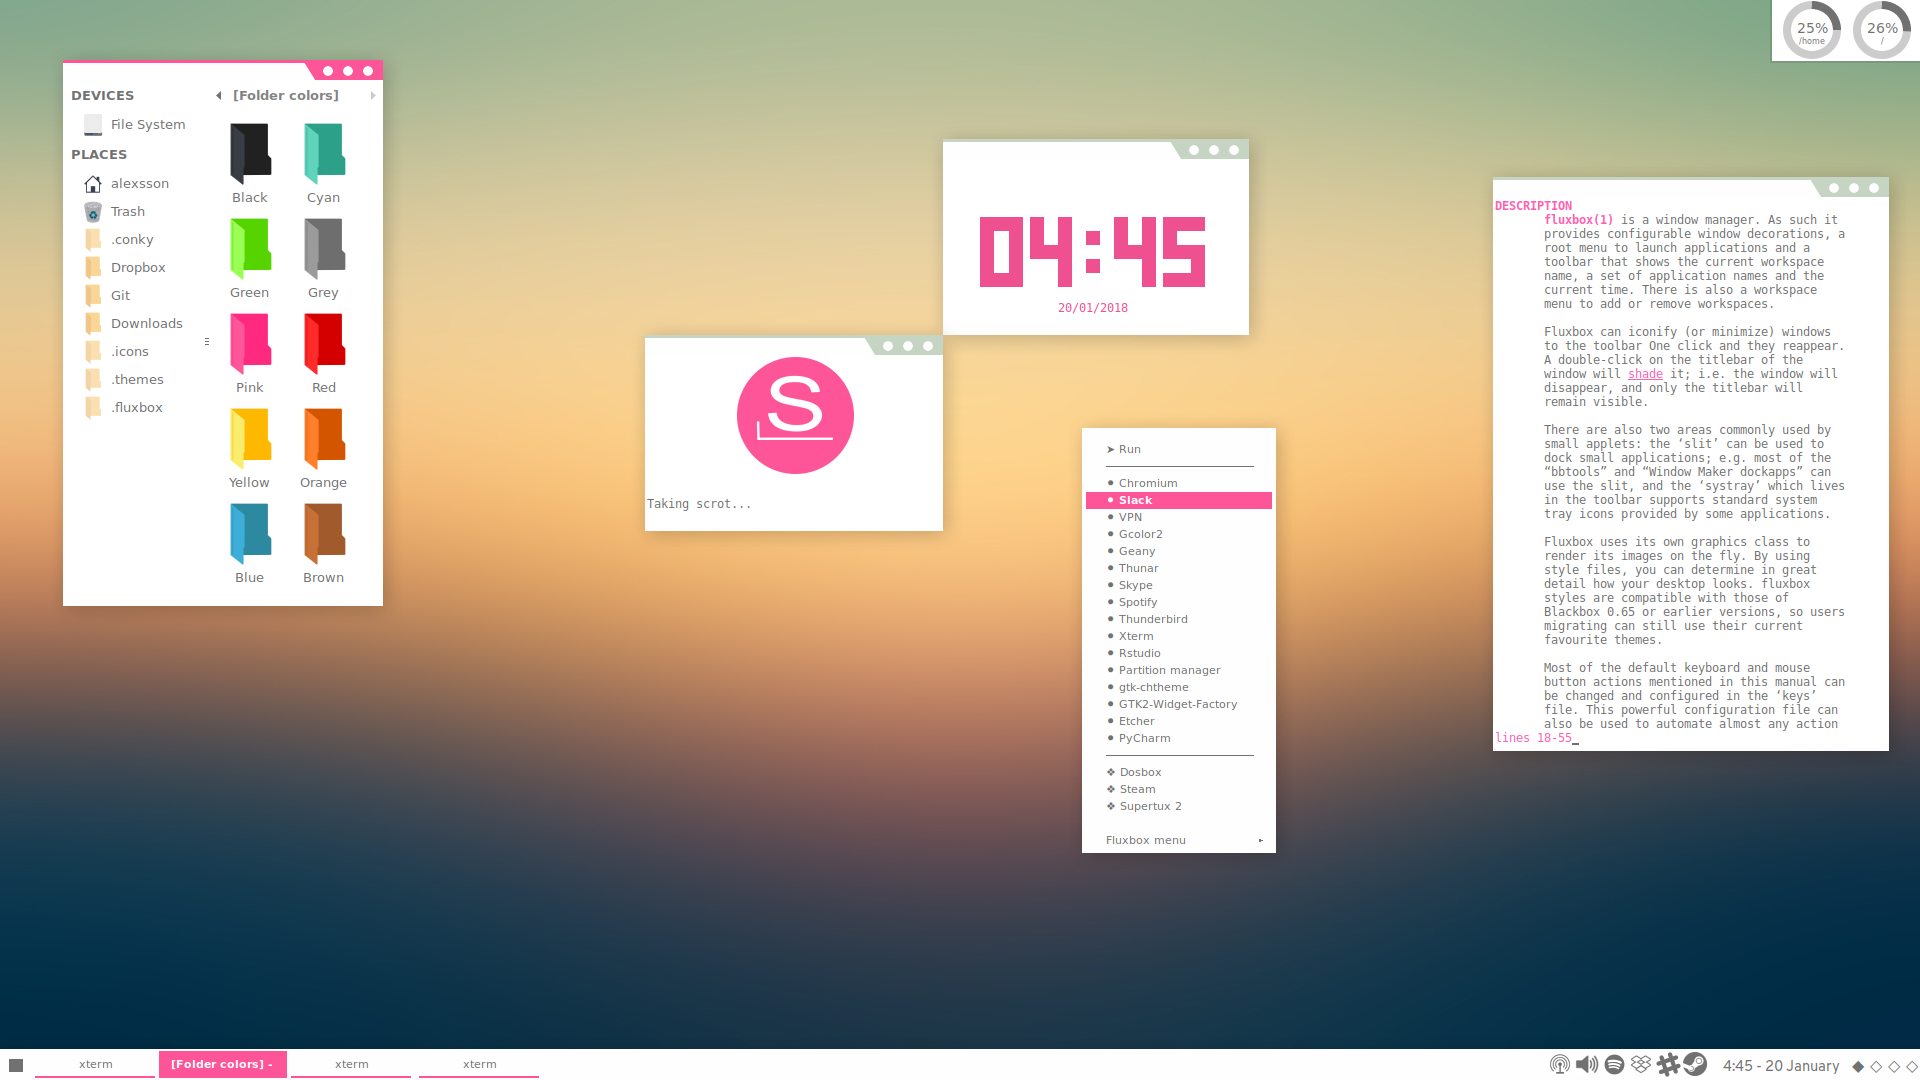 25%
/home
26%
/
DEVICES
File System
PLACES
alexsson
Trash
.conky
Dropbox
Git
Downloads
.icons
.themes
.fluxbox
[Folder colors]
Black
Cyan
Green
Grey
Pink
Red
Yellow
Orange
Blue
Brown
S
Taking scrot...
04:45
20/01/2018
➤ Run
Chromium
Slack
VPN
Gcolor2
Geany
Thunar
Skype
Spotify
Thunderbird
Xterm
Rstudio
Partition manager
gtk-chtheme
GTK2-Widget-Factory
Etcher
PyCharm
❖ Dosbox
❖ Steam
❖ Supertux 2
Fluxbox menu
DESCRIPTION
fluxbox(1) is a window manager. As such it
provides configurable window decorations, a
root menu to launch applications and a
toolbar that shows the current workspace
name, a set of application names and the
current time. There is also a workspace
menu to add or remove workspaces.
Fluxbox can iconify (or minimize) windows
to the toolbar One click and they reappear.
A double-click on the titlebar of the
window will shade it; i.e. the window will
disappear, and only the titlebar will
remain visible.
There are also two areas commonly used by
small applets: the ‘slit’ can be used to
dock small applications; e.g. most of the
“bbtools” and “Window Maker dockapps” can
use the slit, and the ‘systray’ which lives
in the toolbar supports standard system
tray icons provided by some applications.
Fluxbox uses its own graphics class to
render its images on the fly. By using
style files, you can determine in great
detail how your desktop looks. fluxbox
styles are compatible with those of
Blackbox 0.65 or earlier versions, so users
migrating can still use their current
favourite themes.
Most of the default keyboard and mouse
button actions mentioned in this manual can
be changed and configured in the ‘keys’
file. This powerful configuration file can
also be used to automate almost any action
lines 18-55
xterm
[Folder colors] -
xterm
xterm
4:45 - 20 January